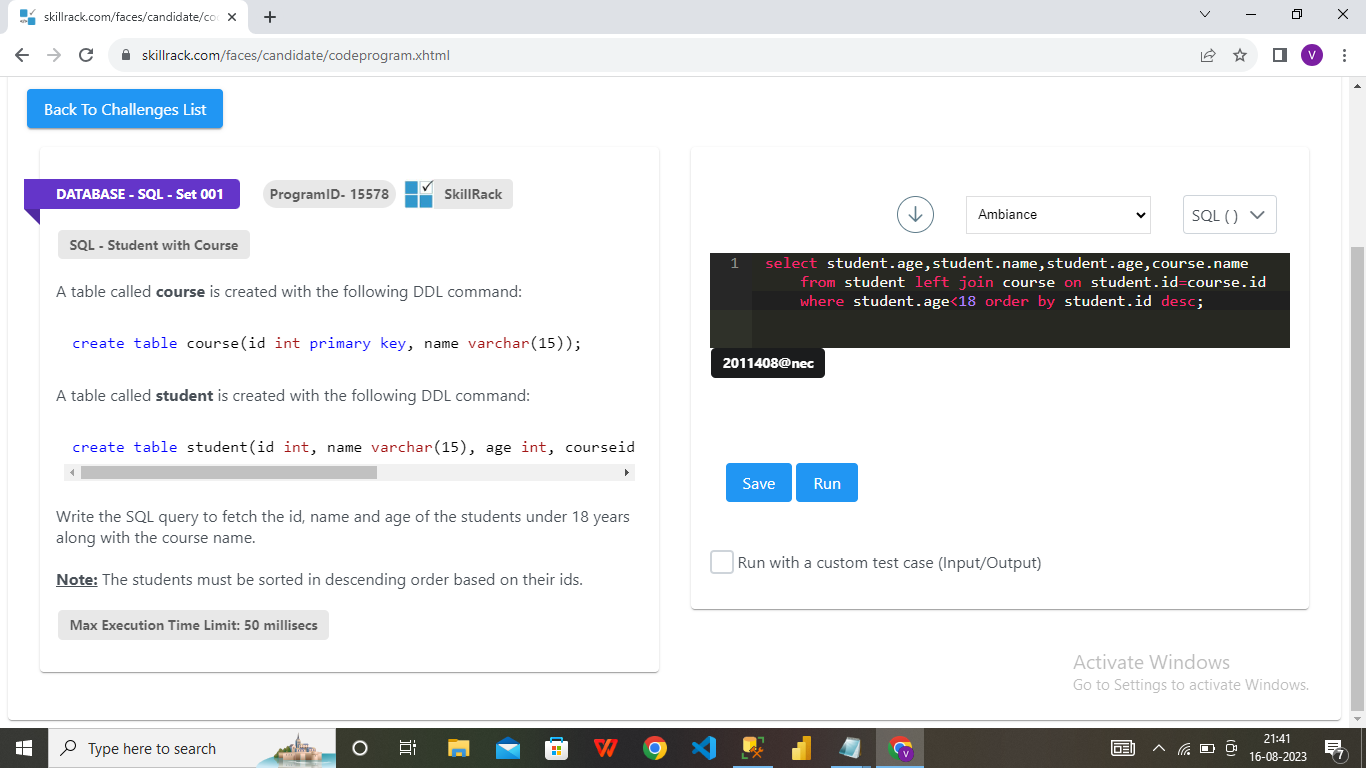 skillrack.com/faces/candidate/co
skillrack.com/faces/candidate/codeprogram.xhtml
V
Back To Challenges List
DATABASE - SQL - Set 001
ProgramID- 15578
SkillRack
SQL - Student with Course
A table called course is created with the following DDL command:
create table course(id int primary key, name varchar(15));
A table called student is created with the following DDL command:
create table student(id int, name varchar(15), age int, courseid
Write the SQL query to fetch the id, name and age of the students under 18 years
along with the course name.
Note: The students must be sorted in descending order based on their ids.
Max Execution Time Limit: 50 millisecs
Ambiance
SQL ( )
1 select student.age,student.name,student.age,course.name
from student left join course on student.id=course.id
where student.age<18 order by student.id desc;
2011408@nec
Save
Run
Run with a custom test case (Input/Output)
Activate Windows
Go to Settings to activate Windows.
Type here to search
V
21:41
16-08-2023
7